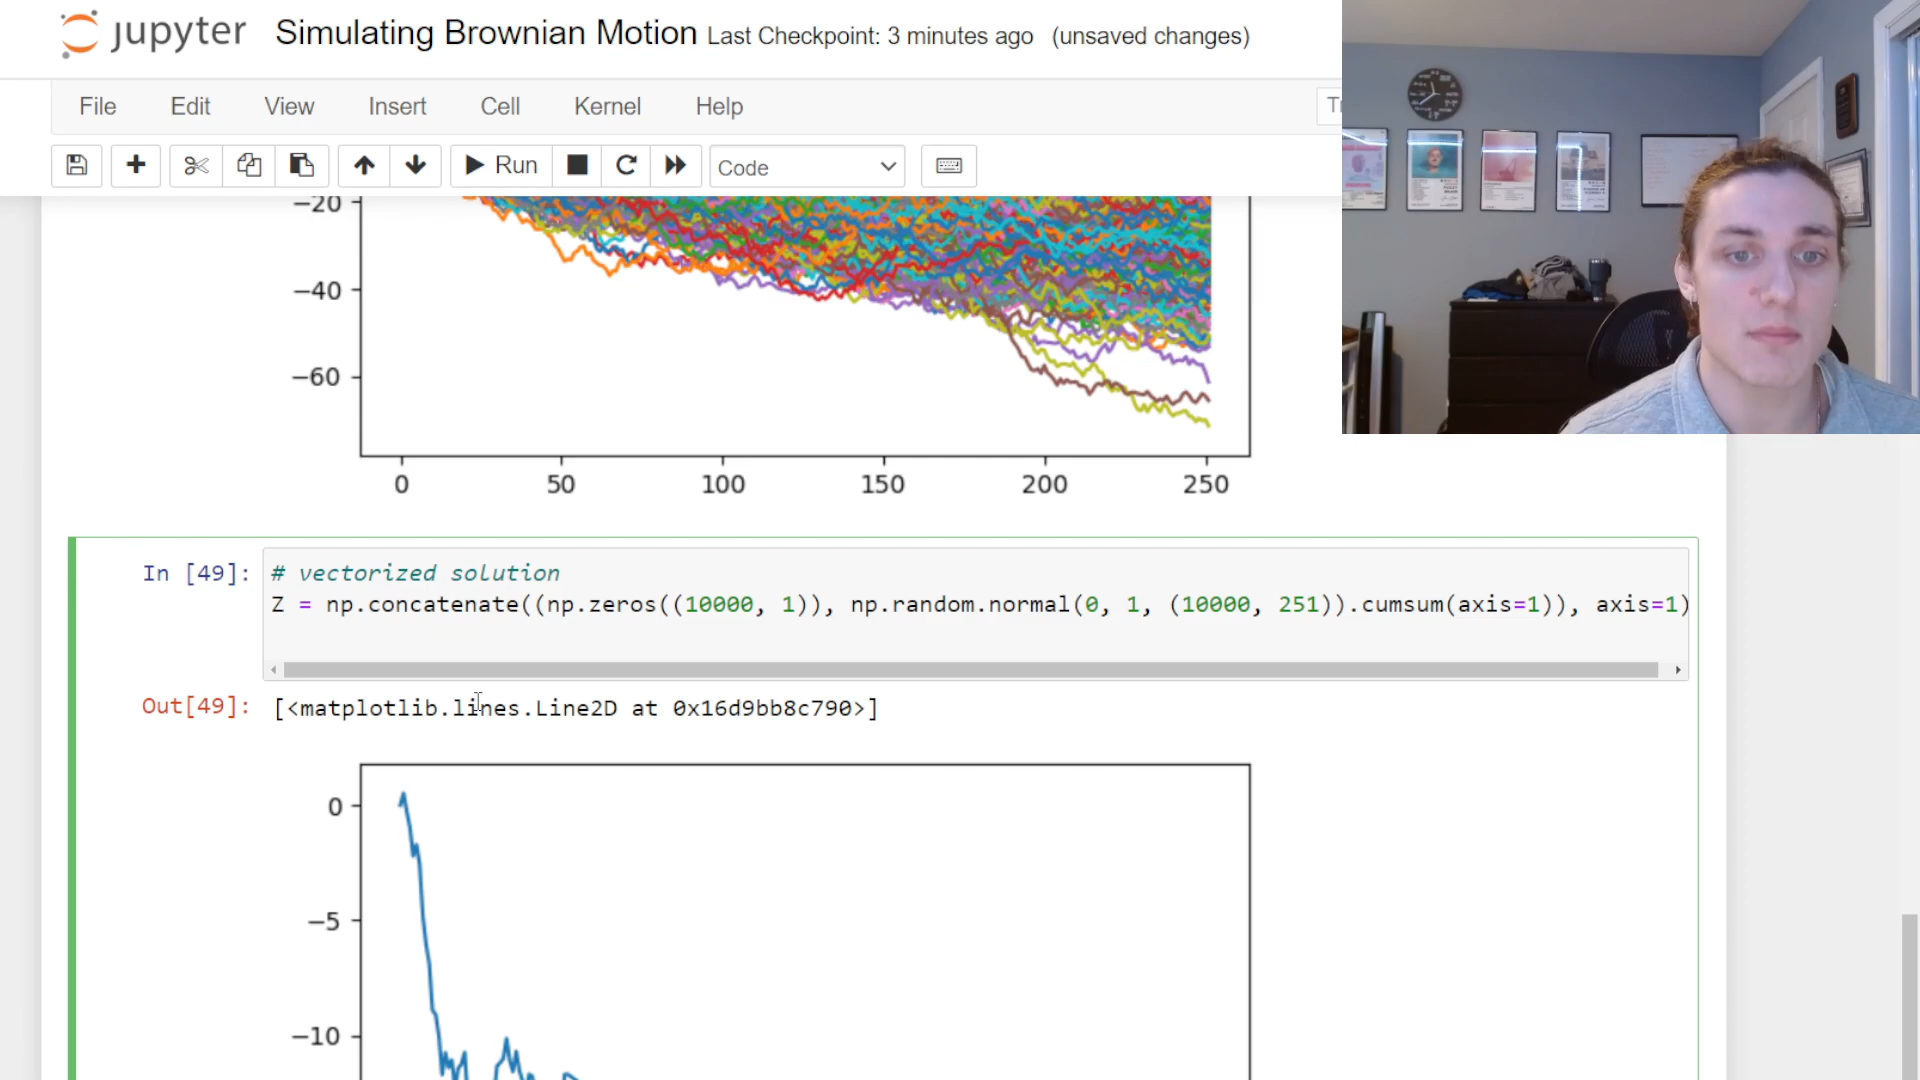 jupyter Simulating Brownian Motion Last Checkpoint: 3 minutes ago (unsaved changes)
File Edit View Insert Cell Kernel Help
Run Code
−20
−40
−60
0 50 100 150 200 250
In [49]: # vectorized solution
Z = np.concatenate((np.zeros((10000, 1)), np.random.normal(0, 1, (10000, 251)).cumsum(axis=1)), axis=1)
Out[49]: [<matplotlib.lines.Line2D at 0x16d9bb8c790>]
0
−5
−10